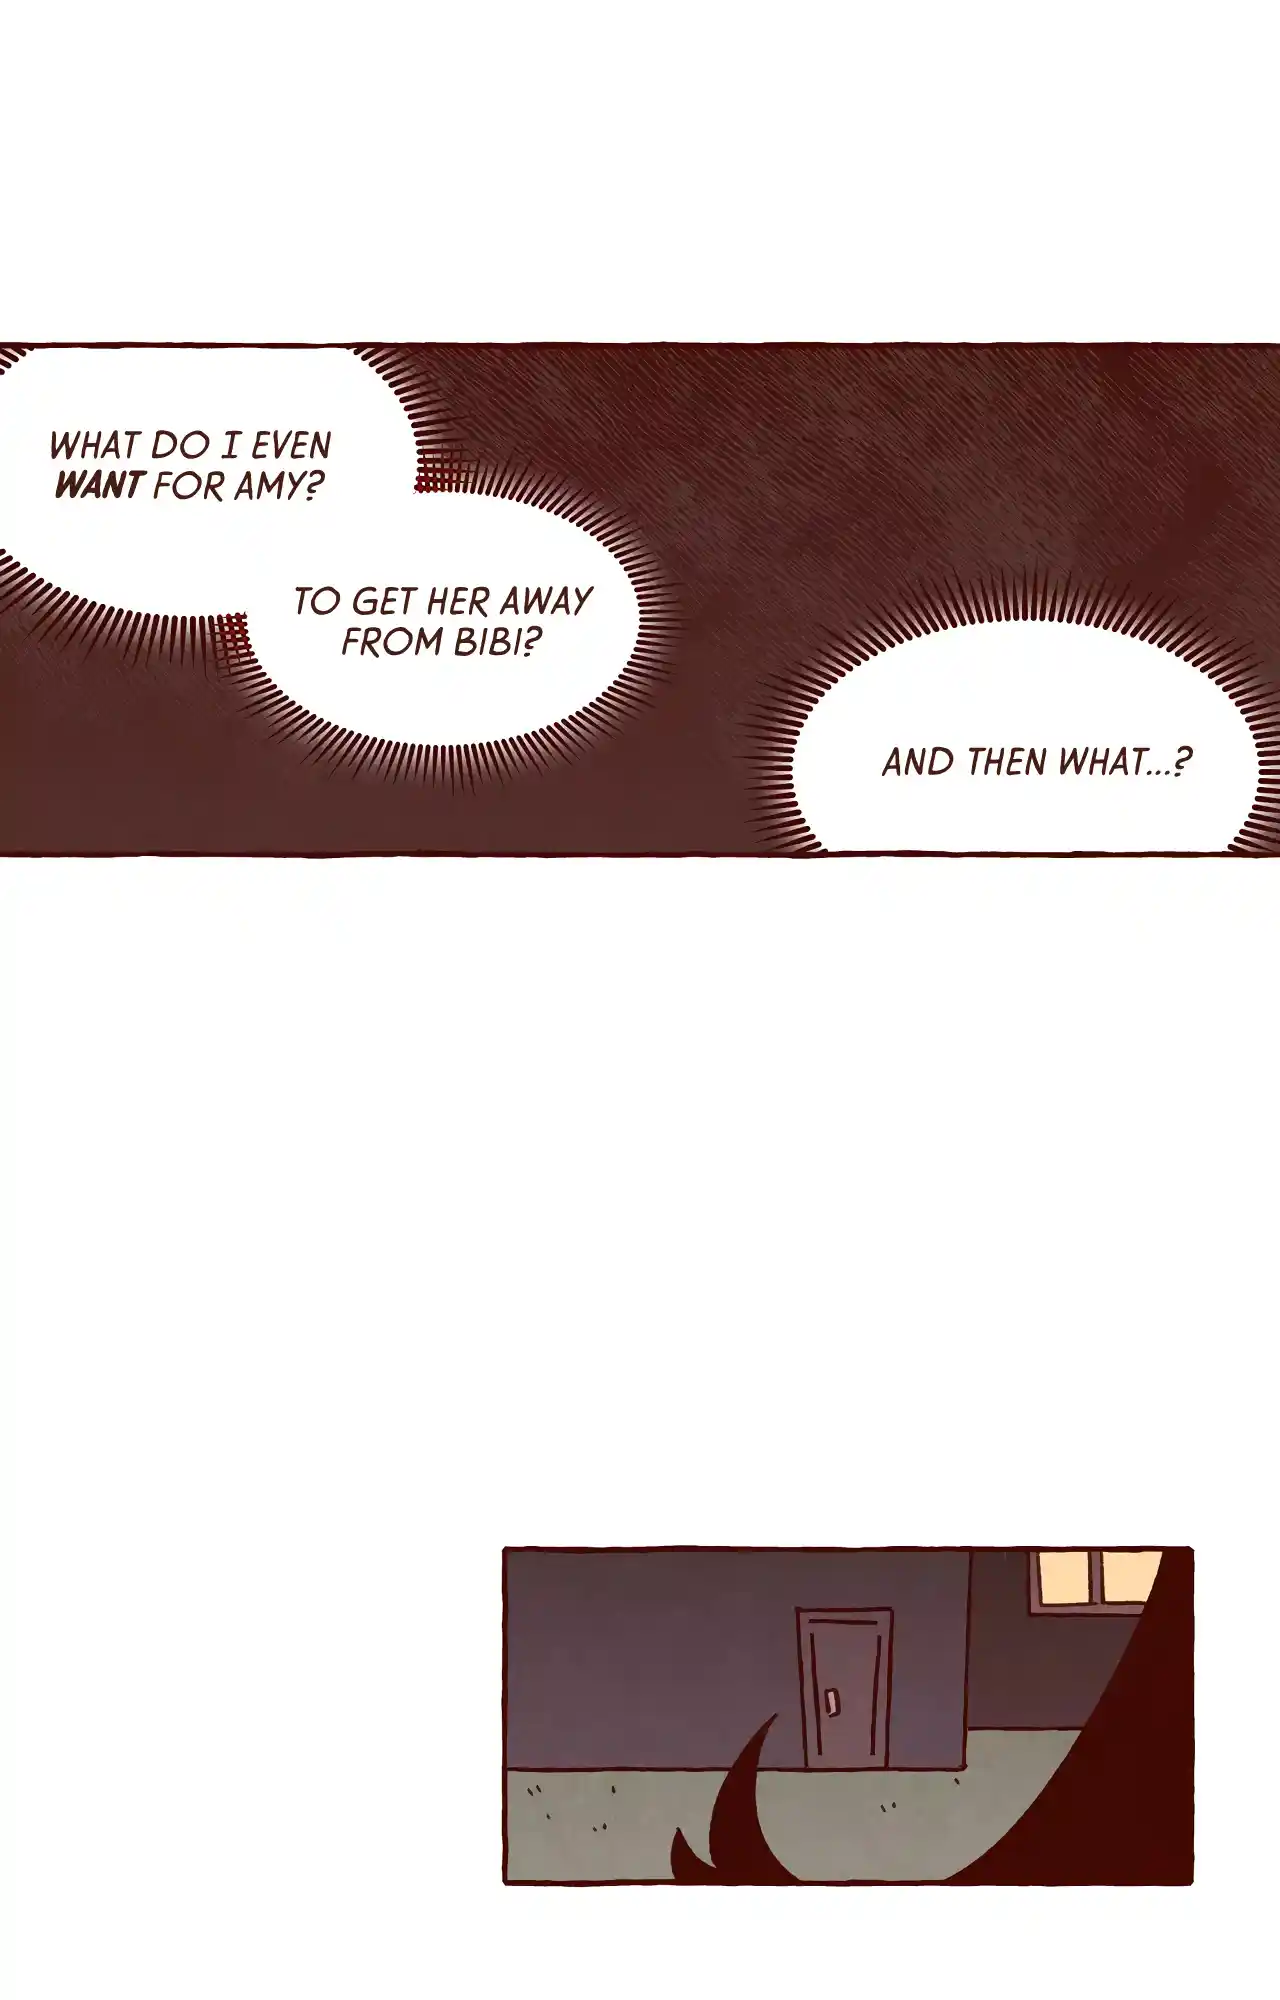 WHAT DO I EVEN
WANT FOR AMY?
TO GET HER AWAY
FROM BIBI?
AND THEN WHAT...?